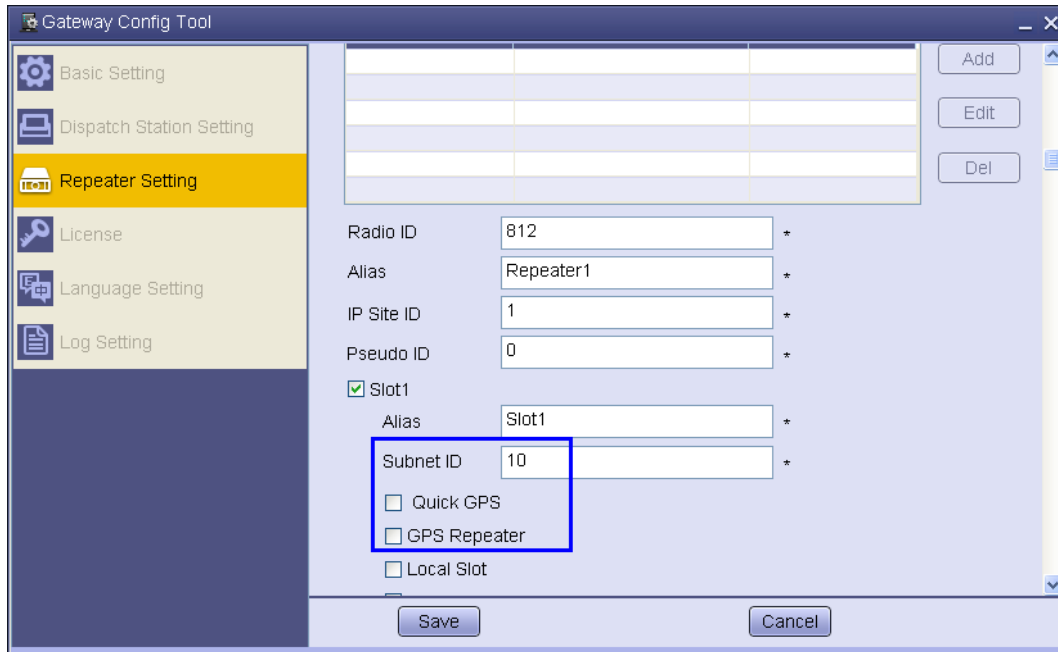 Gateway Config Tool
Basic Setting
Dispatch Station Setting
Repeater Setting
License
Language Setting
Log Setting
Add
Edit
Del
Radio ID 812 *
Alias Repeater1 *
IP Site ID 1 *
Pseudo ID 0 *
Slot1
Alias Slot1 *
Subnet ID 10 *
Quick GPS
GPS Repeater
Local Slot
Save Cancel